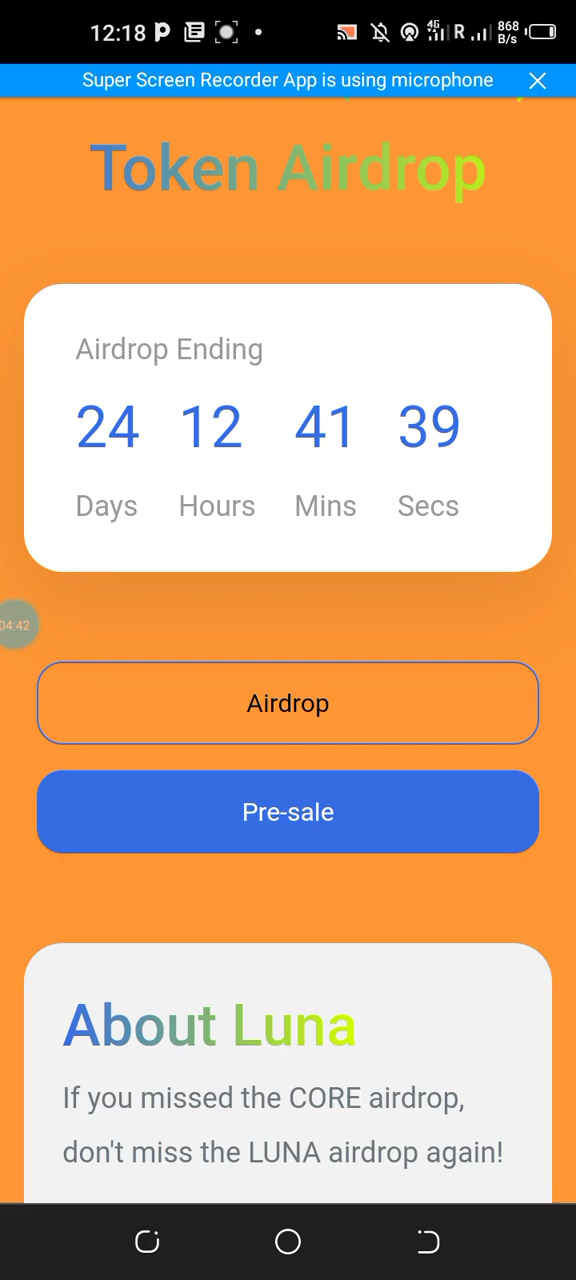 12:18
4G
R
868
B/s
Super Screen Recorder App is using microphone
Token Airdrop
Airdrop Ending
24 12 41 39
Days Hours Mins Secs
04:42
Airdrop
Pre-sale
About Luna
If you missed the CORE airdrop,
don't miss the LUNA airdrop again!